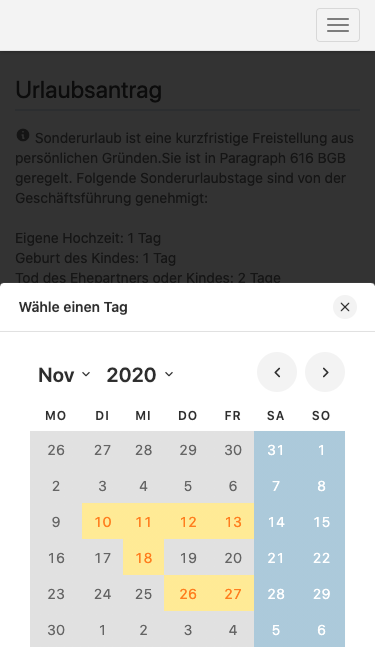 Urlaubsantrag
Sonderurlaub ist eine kurzfristige Freistellung aus
persönlichen Gründen.Sie ist in Paragraph 616 BGB
geregelt. Folgende Sonderurlaubstage sind von der
Geschäftsführung genehmigt:
Eigene Hochzeit: 1 Tag
Geburt des Kindes: 1 Tag
Tod des Ehepartners oder Kindes: 2 Tage
Wähle einen Tag
Nov 2020
MO DI MI DO FR SA SO
26 27 28 29 30 31 1
2 3 4 5 6 7 8
9 10 11 12 13 14 15
16 17 18 19 20 21 22
23 24 25 26 27 28 29
30 1 2 3 4 5 6